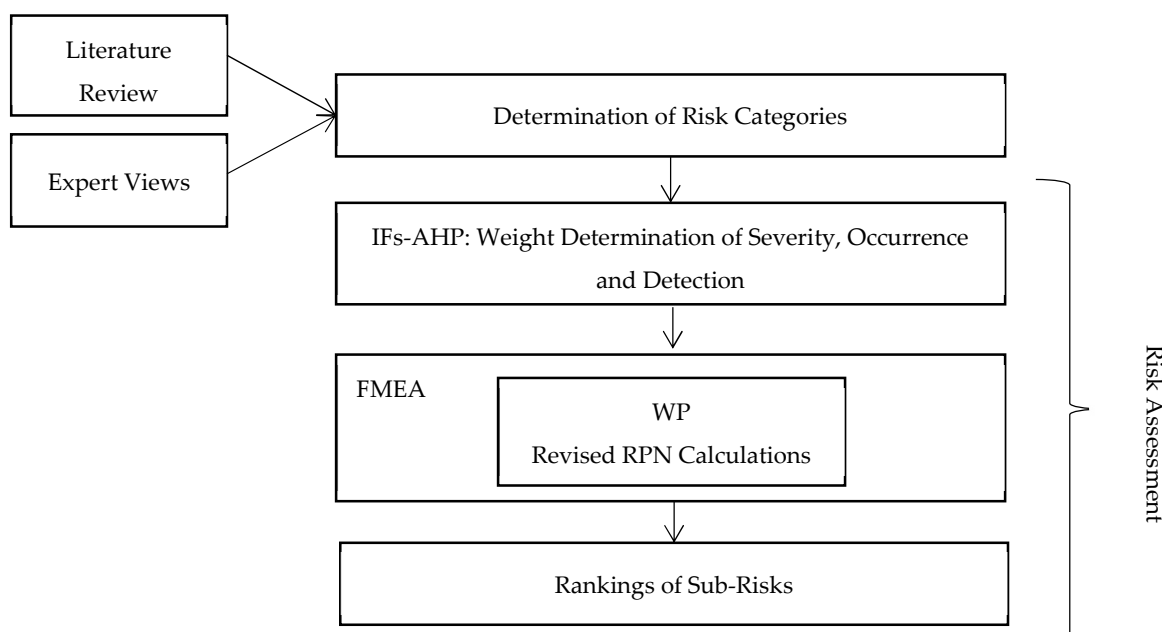 Literature
Review
Expert Views
Determination of Risk Categories
IFs-AHP: Weight Determination of Severity, Occurrence
and Detection
FMEA
WP
Revised RPN Calculations
Rankings of Sub-Risks
Risk Assessment